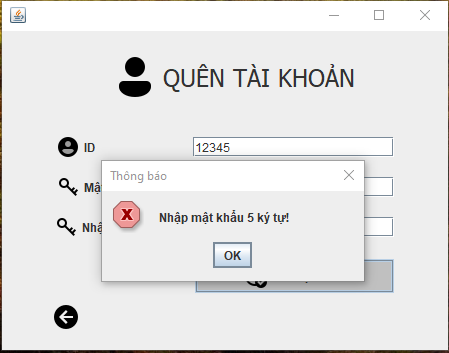 QUÊN TÀI KHOẢN
ID
12345
Thông báo
Nhập mật khẩu 5 ký tự!
OK